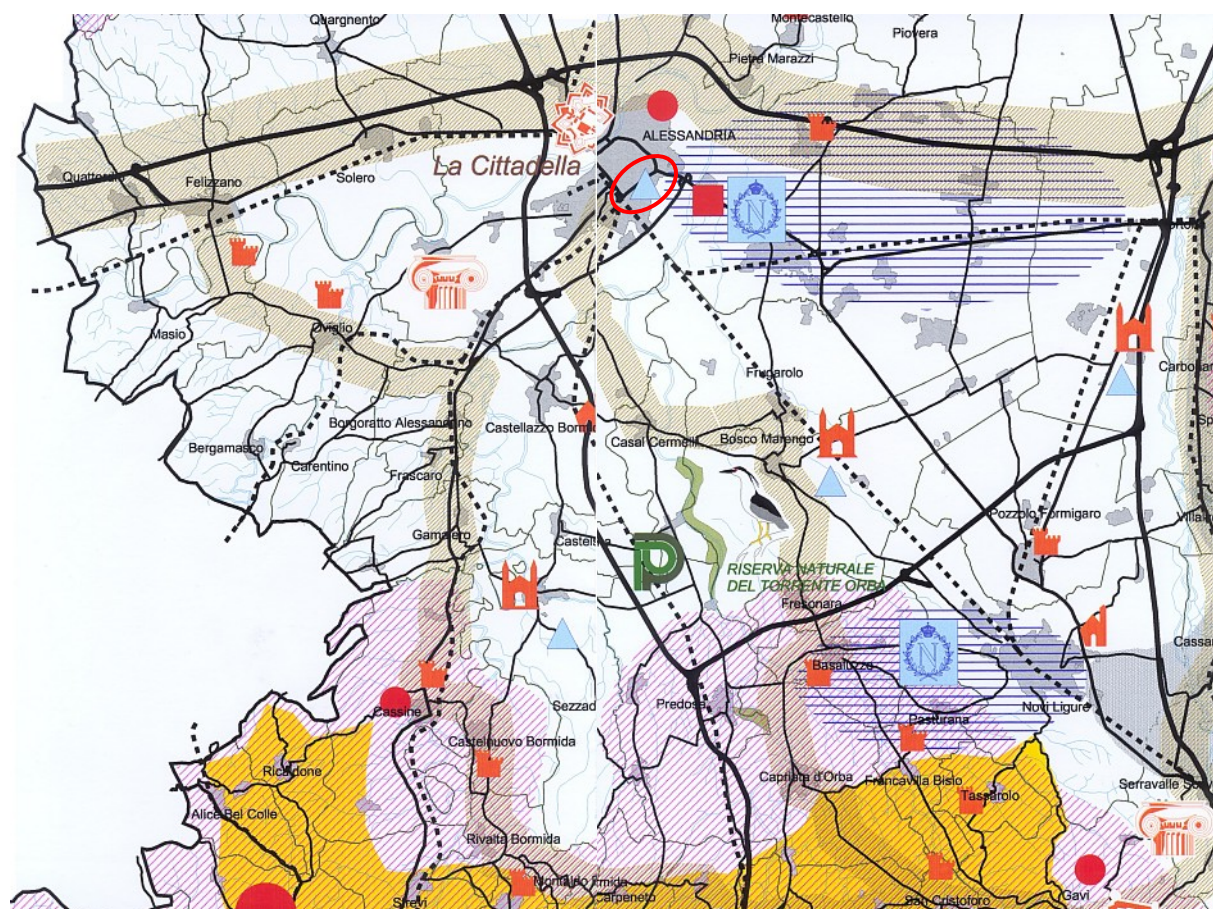 Quargnento
Montecastello
Piovera
Pietra Marazzi
ALESSANDRIA
La Cittadella
Solero
Felizzano
N
Masio
Oviglio
Frugarolo
Borgoratto Alessandrino
Castellazzo Bormi
Casal Cermelli
Bosco Marengo
Bergamasco
Carentino
Frascaro
Pozzolo Formigaro
Gamalero
P
RISERVA NATURALE
DEL TORRENTE ORBA
Fresonara
N
Basaluzzo
Cassine
Sezzad
Predosa
Novi Ligure
Pasturana
Castelnuovo Bormida
Ricaldone
Capriata d'Orba
Francavilla Bisio
Tassarolo
Alice Bel Colle
Rivalta Bormida
Gavi
San Cristoforo
Carpeneto
Strevi